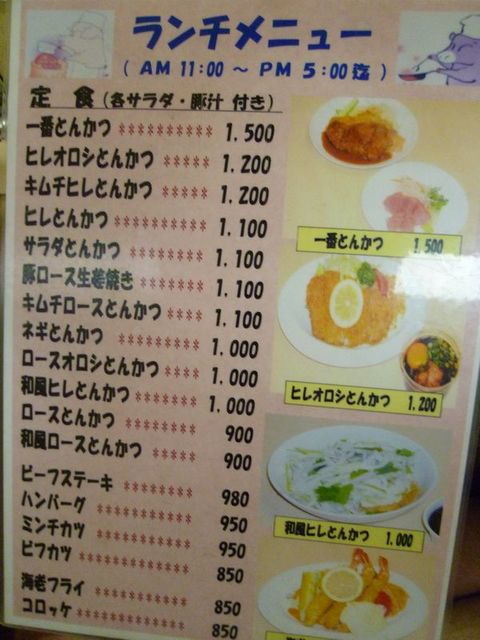 ランチメニュー
( AM 11:00 ～ PM 5:00迄 )
定 食 (各サラダ・豚汁 付き)
一番とんかつ ********** 1.500
ヒレオロシとんかつ ***** 1.200
キムチヒレとんかつ ***** 1.200
ヒレとんかつ ********** 1.100
サラダとんかつ ******** 1.100
豚ロース生姜焼き ****** 1.100
キムチロースとんかつ **** 1.100
ネギとんかつ ********* 1.000
ロースオロシとんかつ **** 1.000
和風ヒレとんかつ ******* 1.000
ロースとんかつ ******** 900
和風ロースとんかつ ***** 900
ビーフステーキ ******** 980
ハンバーグ *********** 950
ミンチカツ *********** 950
ビフカツ ************* 850
海老フライ *********** 850
コロッケ ************* 850
一番とんかつ 1.500
ヒレオロシとんかつ 1.200
和風ヒレとんかつ 1.000